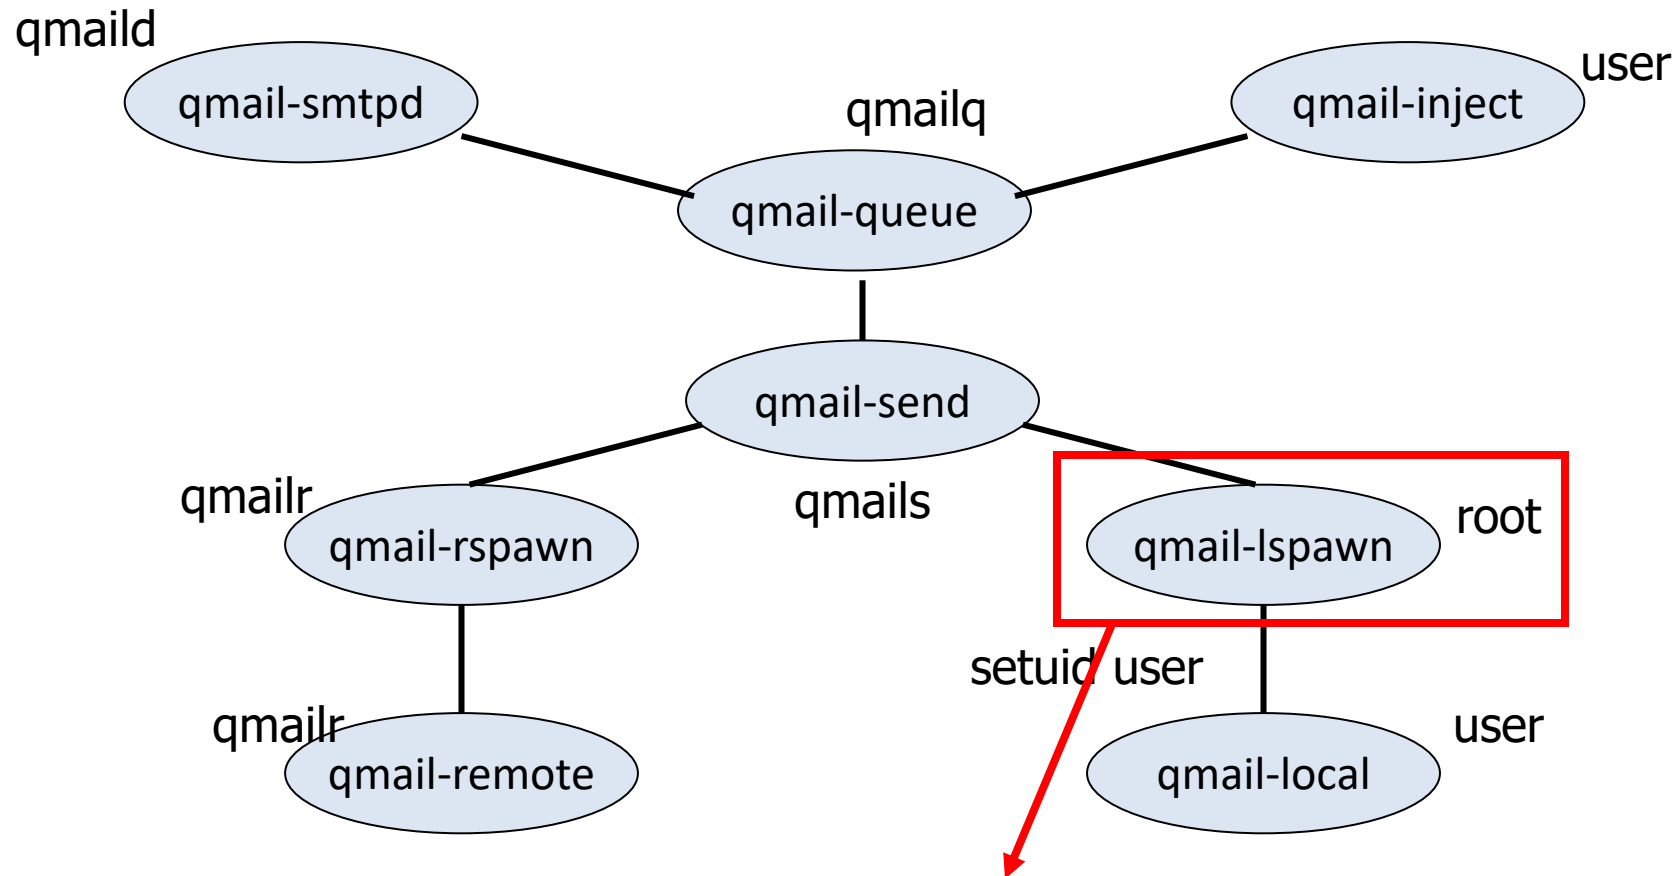 qmaild
qmail-smtpd
user
qmail-inject
qmailq
qmail-queue
qmail-send
qmails
qmailr
qmail-rspawn
root
qmail-lspawn
setuid user
qmailr
qmail-remote
user
qmail-local